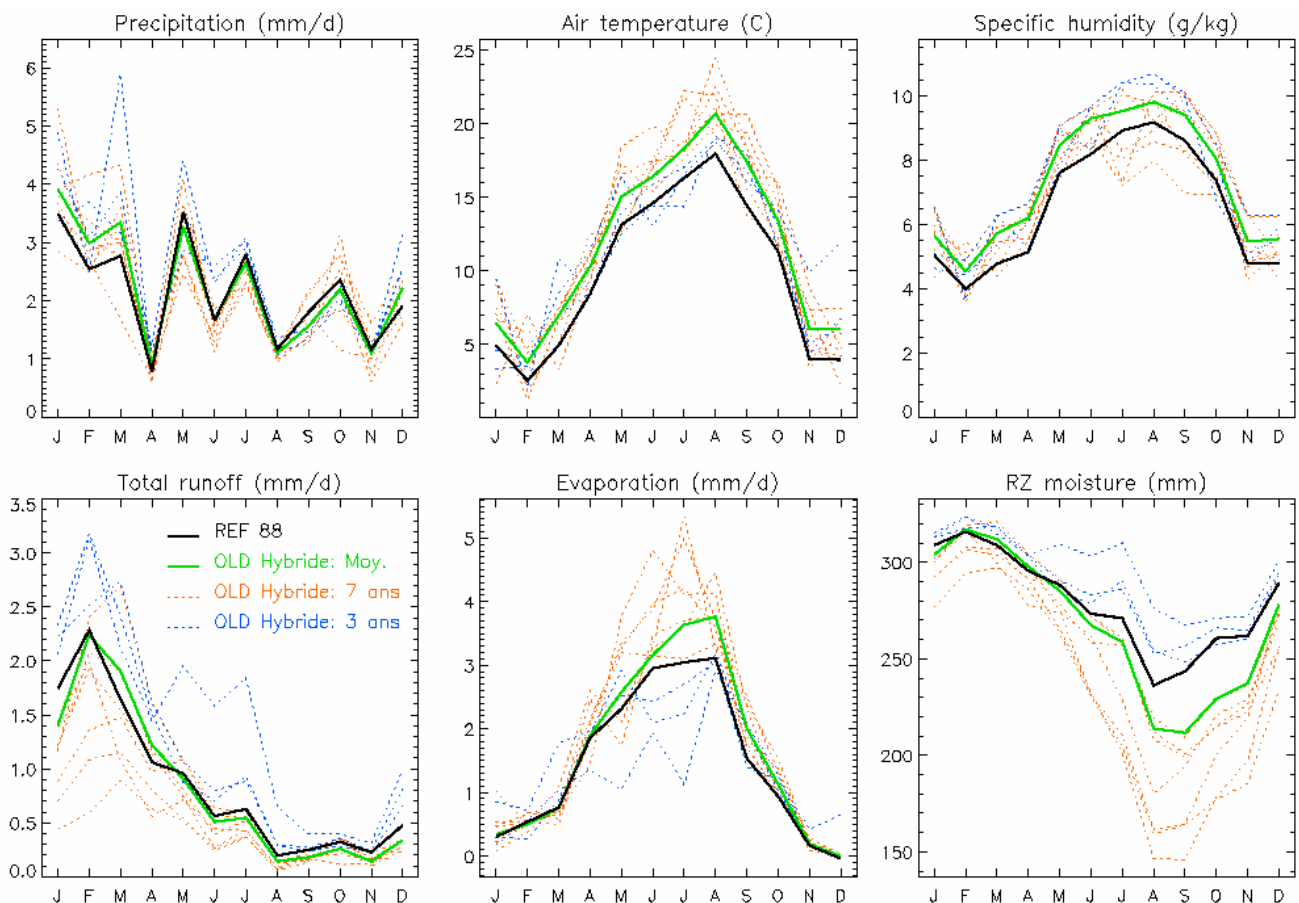 Precipitation (mm/d)
6
5
4
3
2
1
0
J F M A M J J A S O N D
Air temperature (C)
25
20
15
10
5
J F M A M J J A S O N D
Specific humidity (g/kg)
10
8
6
4
2
0
J F M A M J J A S O N D
Total runoff (mm/d)
3.5
3.0
2.5
2.0
1.5
1.0
0.5
0.0
REF 88
OLD Hybride: Moy.
OLD Hybride: 7 ans
OLD Hybride: 3 ans
J F M A M J J A S O N D
Evaporation (mm/d)
5
4
3
2
1
0
J F M A M J J A S O N D
RZ moisture (mm)
300
250
200
150
J F M A M J J A S O N D